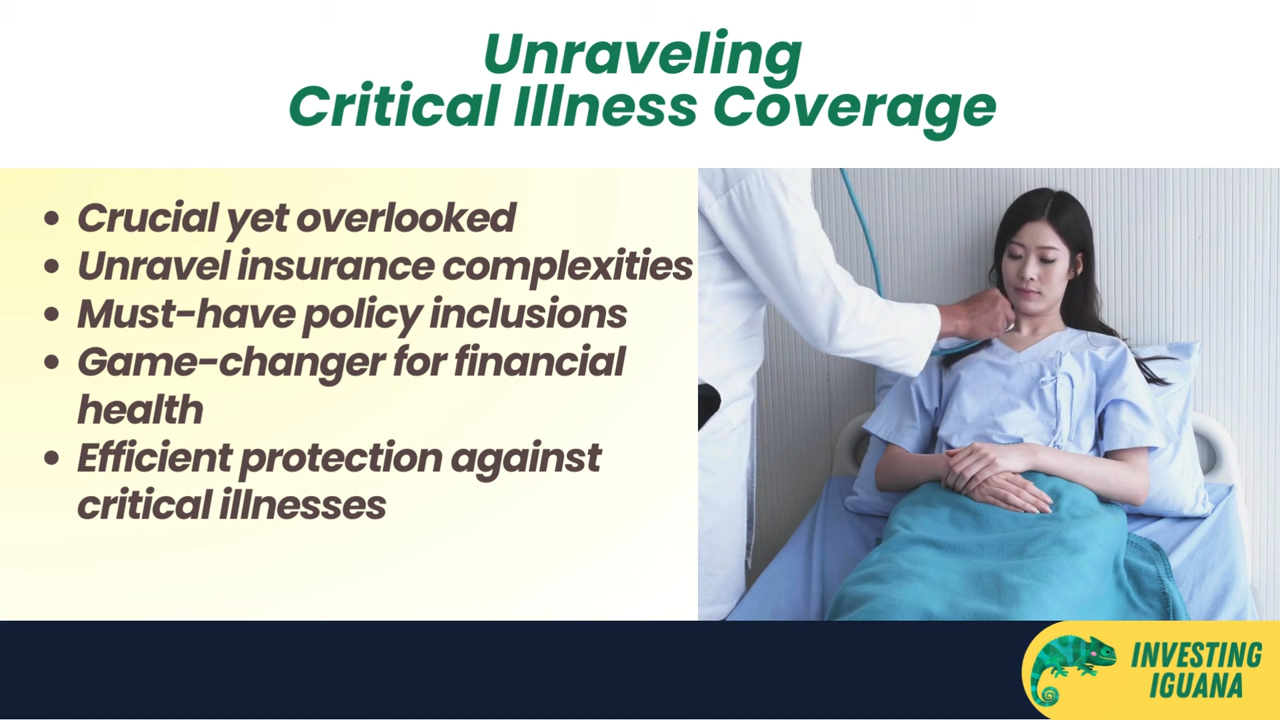 Unraveling
Critical Illness Coverage
• Crucial yet overlooked
• Unravel insurance complexities
• Must-have policy inclusions
• Game-changer for financial
health
• Efficient protection against
critical illnesses
INVESTING
IGUANA